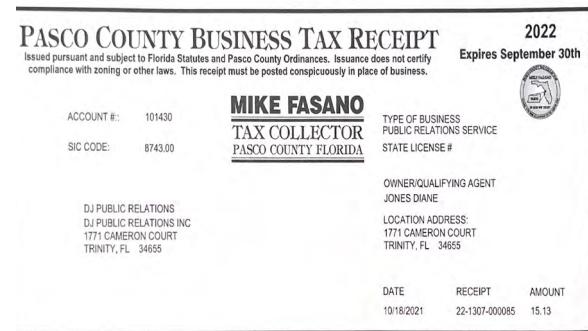 PASCO COUNTY BUSINESS TAX RECEIPT
Issued pursuant and subject to Florida Statutes and Pasco County Ordinances. Issuance does not certify
compliance with zoning or other laws. This receipt must be posted conspicuously in place of business.
2022
Expires September 30th
ACCOUNT #: 101430
SIC CODE: 8743.00
MIKE FASANO
TAX COLLECTOR
PASCO COUNTY FLORIDA
TYPE OF BUSINESS
PUBLIC RELATIONS SERVICE
STATE LICENSE #
OWNER/QUALIFYING AGENT
JONES DIANE
LOCATION ADDRESS:
1771 CAMERON COURT
TRINITY, FL 34655
DJ PUBLIC RELATIONS
DJ PUBLIC RELATIONS INC
1771 CAMERON COURT
TRINITY, FL 34655
DATE RECEIPT AMOUNT
10/18/2021 22-1307-000085 15.13